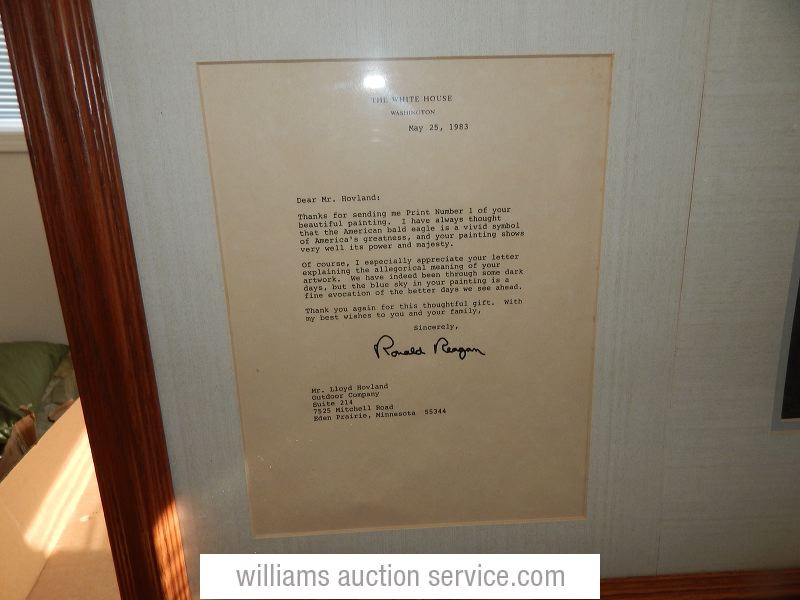 THE WHITE HOUSE
WASHINGTON
May 25, 1983
Dear Mr. Hovland:
Thanks for sending me Print Number 1 of your
beautiful painting. I have always thought
that the American bald eagle is a vivid symbol
of America's greatness, and your painting shows
very well its power and majesty.
Of course, I especially appreciate your letter
explaining the allegorical meaning of your
artwork. We have indeed been through some dark
days, but the blue sky in your painting is a
fine evocation of the better days we see ahead.
Thank you again for this thoughtful gift. With
my best wishes to you and your family,
Sincerely,
Ronald Reagan
Mr. Lloyd Hovland
Outdoor Company
Suite 214
7525 Mitchell Road
Eden Prairie, Minnesota 55344
williams auction service.com